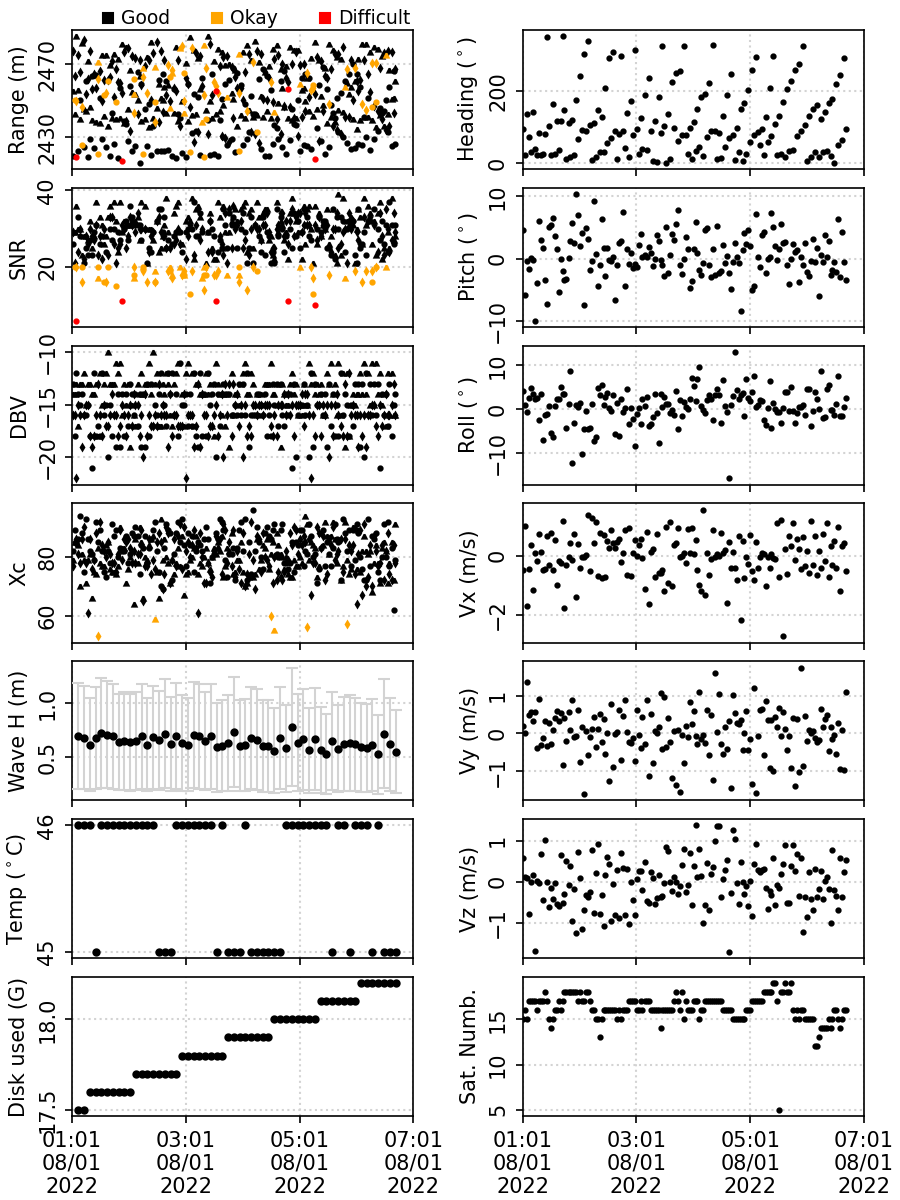 Good Okay Difficult
Range (m)
2470
2430
Heading (°)
200
0
SNR
40
20
Pitch (°)
10
0
−10
DBV
−10
−15
−20
Roll (°)
10
0
−10
Xc
80
60
Vx (m/s)
0
−2
Wave H (m)
1.0
0.5
Vy (m/s)
1
0
−1
Temp (°C)
46
45
Vz (m/s)
1
0
−1
Disk used (G)
18.0
17.5
Sat. Numb.
15
10
5
01:01 03:01 05:01 07:01
08/01 08/01 08/01 08/01
2022 2022 2022 2022
01:01 03:01 05:01 07:01
08/01 08/01 08/01 08/01
2022 2022 2022 2022